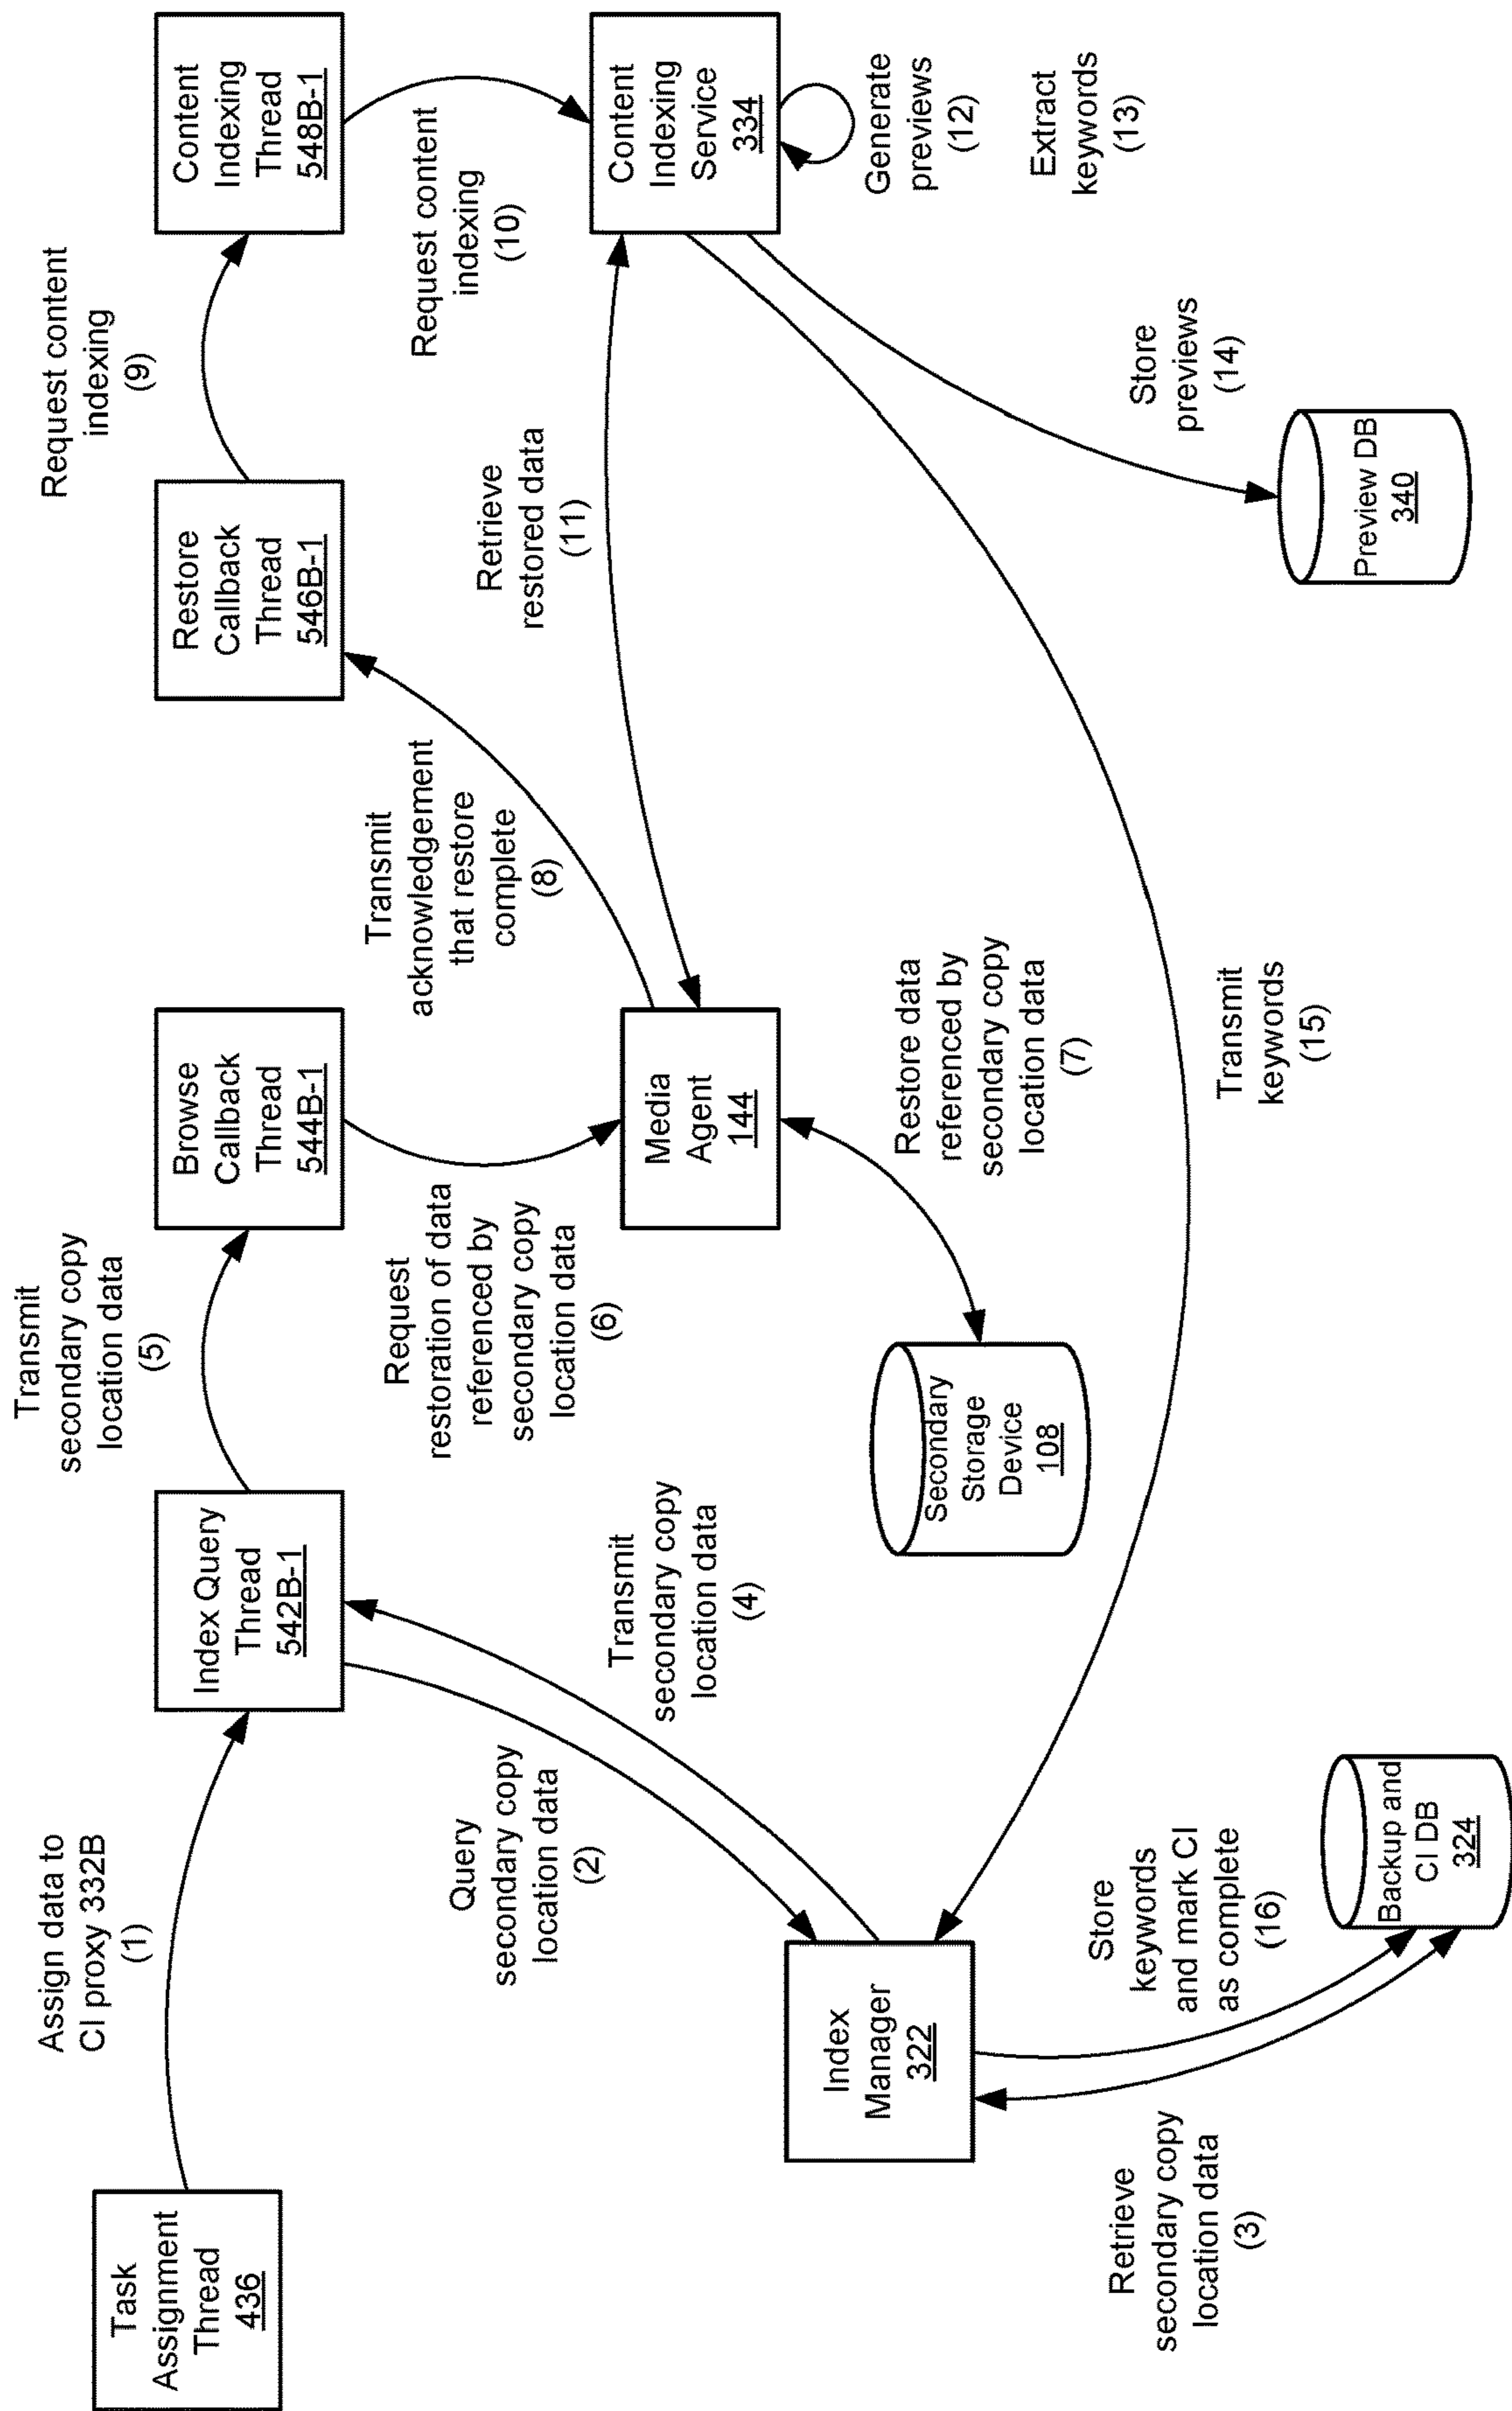 Task
Assignment
Thread
436
Assign data to
CI proxy 332B
(1)
Index Query
Thread
542B-1
Query
secondary copy
location data
(2)
Index
Manager
322
Retrieve
secondary copy
location data
(3)
Backup and
CI DB
324
Transmit
secondary copy
location data
(4)
Transmit
secondary copy
location data
(5)
Browse
Callback
Thread
544B-1
Request
restoration of data
referenced by
secondary copy
location data
(6)
Media
Agent
144
Secondary
Storage
Device
108
Restore data
referenced by
secondary copy
location data
(7)
Transmit
acknowledgement
that restore
complete
(8)
Restore
Callback
Thread
546B-1
Request content
indexing
(9)
Content
Indexing
Thread
548B-1
Request content
indexing
(10)
Content
Indexing
Service
334
Retrieve
restored data
(11)
Generate
previews
(12)
Extract
keywords
(13)
Store
previews
(14)
Preview DB
340
Transmit
keywords
(15)
Store
keywords
and mark CI
as complete
(16)